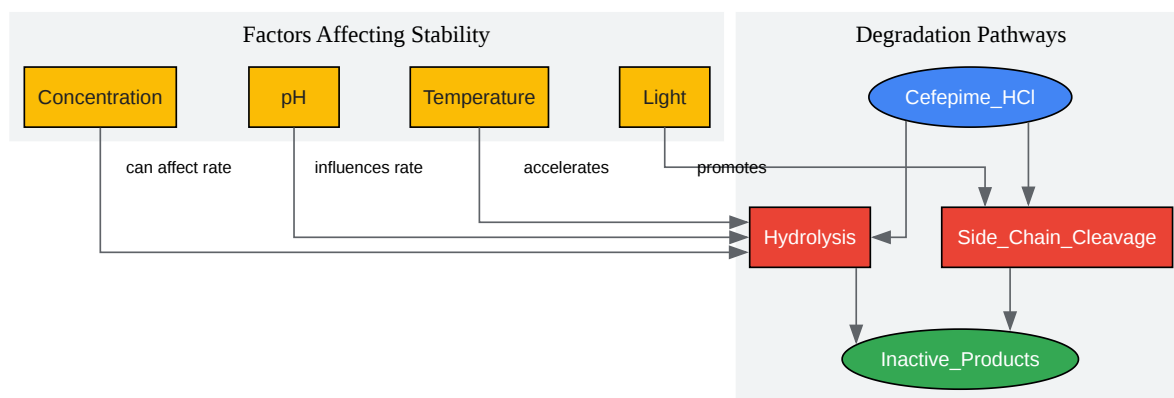 Factors Affecting Stability
Degradation Pathways
Concentration
pH
Temperature
Light
Cefepime_HCl
can affect rate
influences rate
accelerates
promotes
Hydrolysis
Side_Chain_Cleavage
Inactive_Products